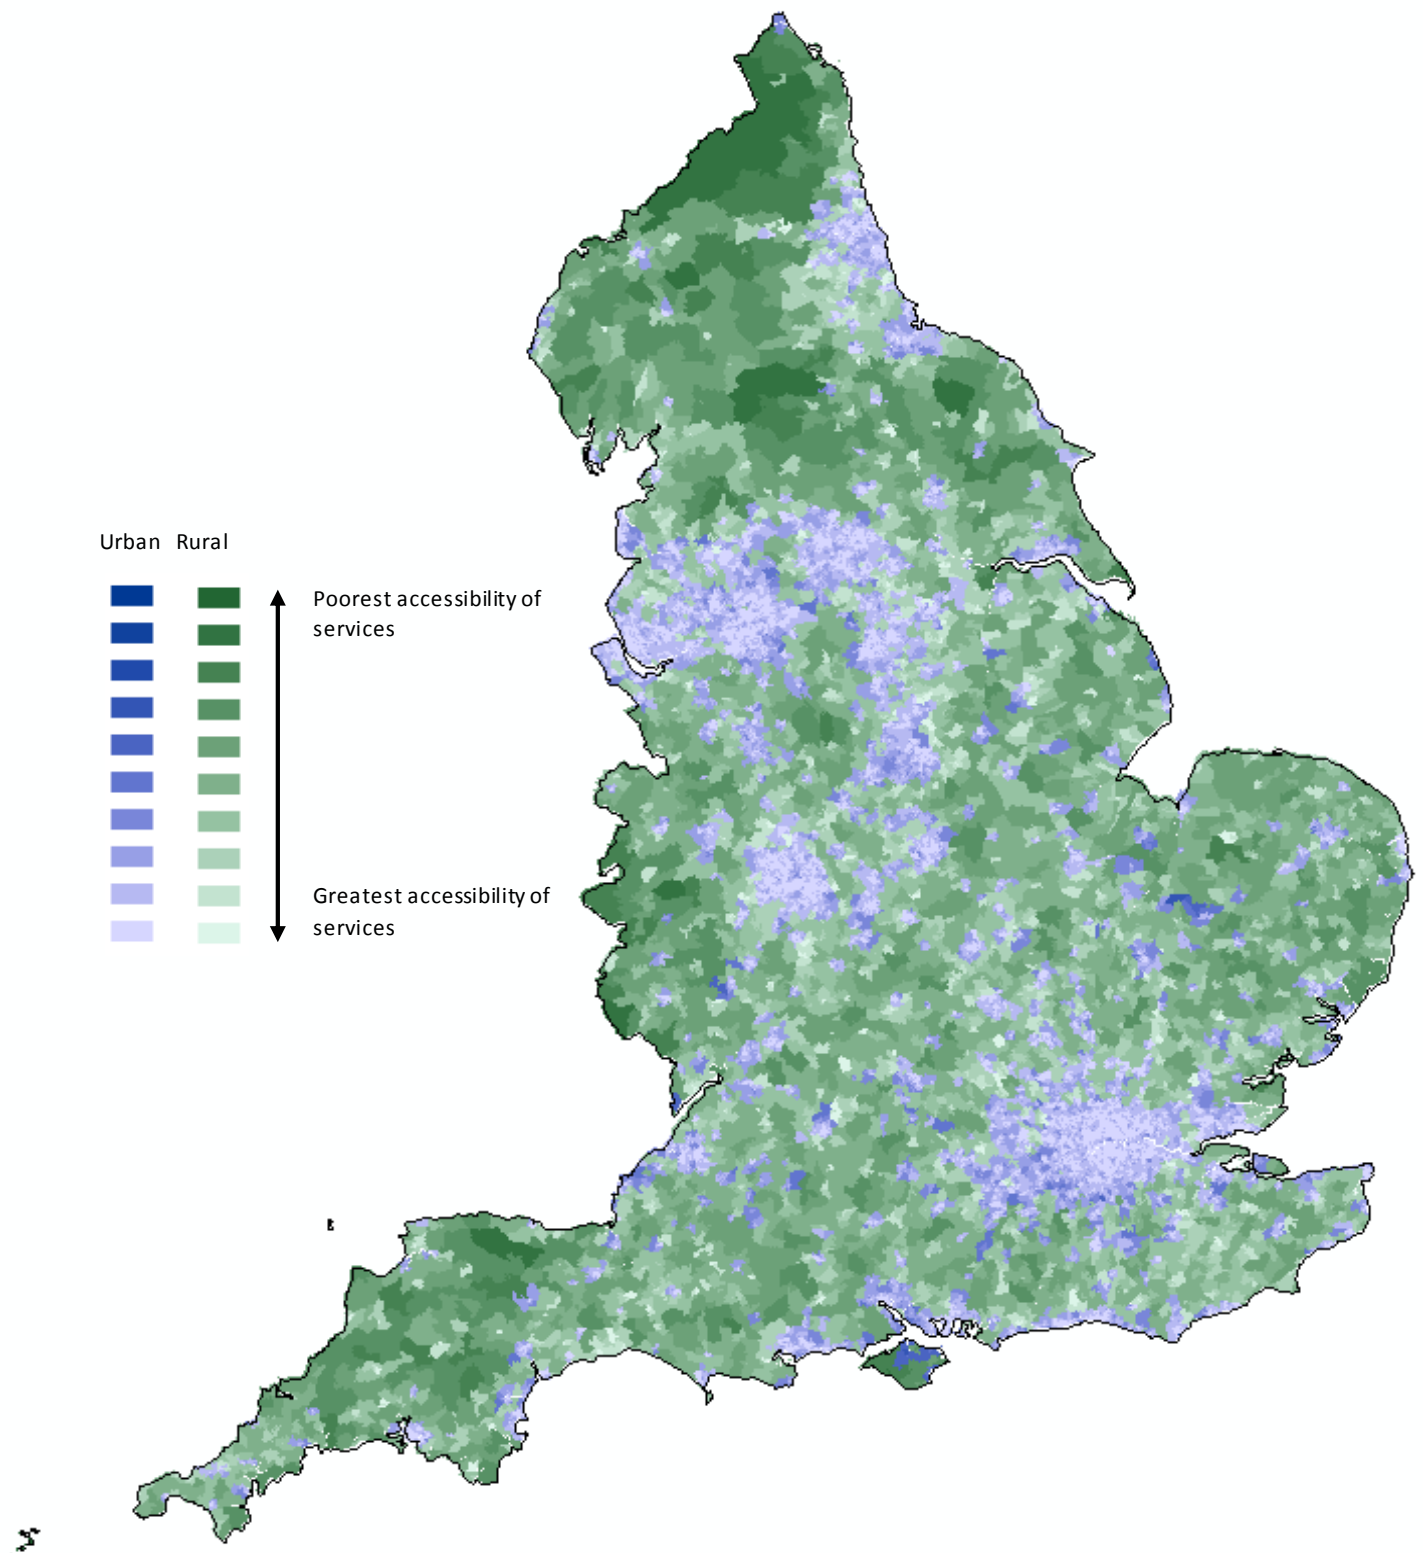 Urban Rural
Poorest accessibility of
services
Greatest accessibility of
services